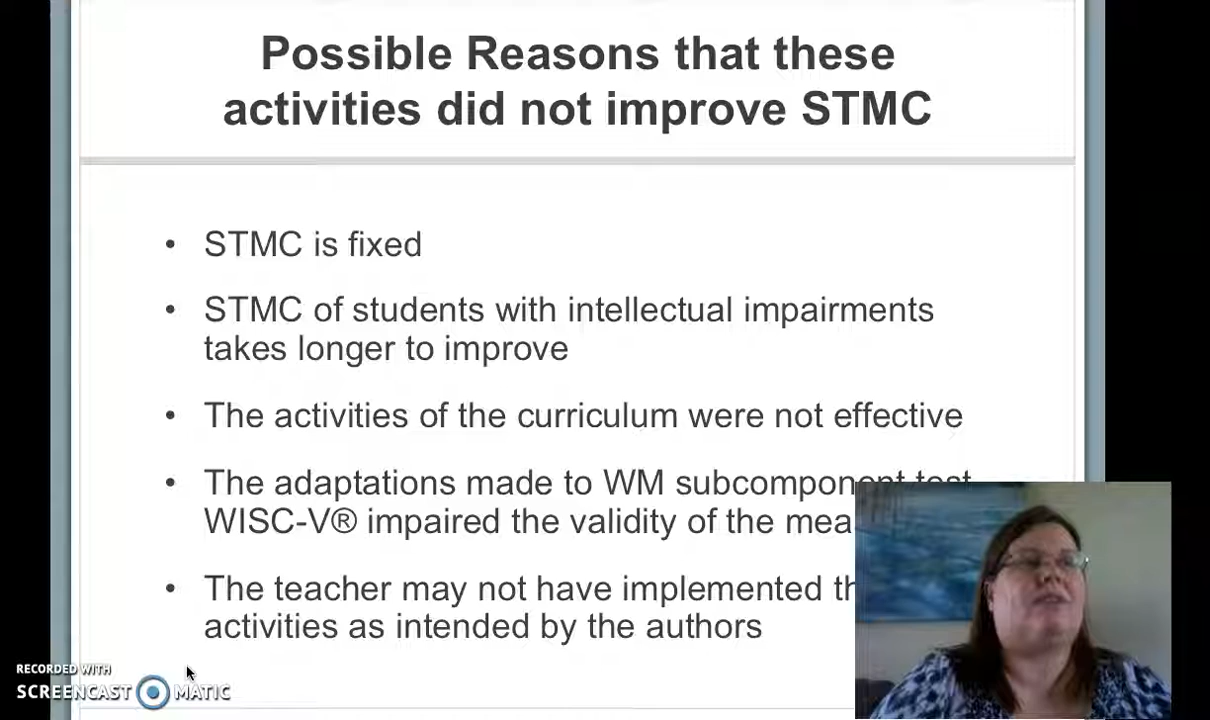 Possible Reasons that these
activities did not improve STMC
• STMC is fixed
• STMC of students with intellectual impairments
takes longer to improve
• The activities of the curriculum were not effective
• The adaptations made to WM subcomponent test
WISC-V® impaired the validity of the
• The teacher may not have implemented
activities as intended by the authors
RECORDED WITH
SCREENCAST MATIC